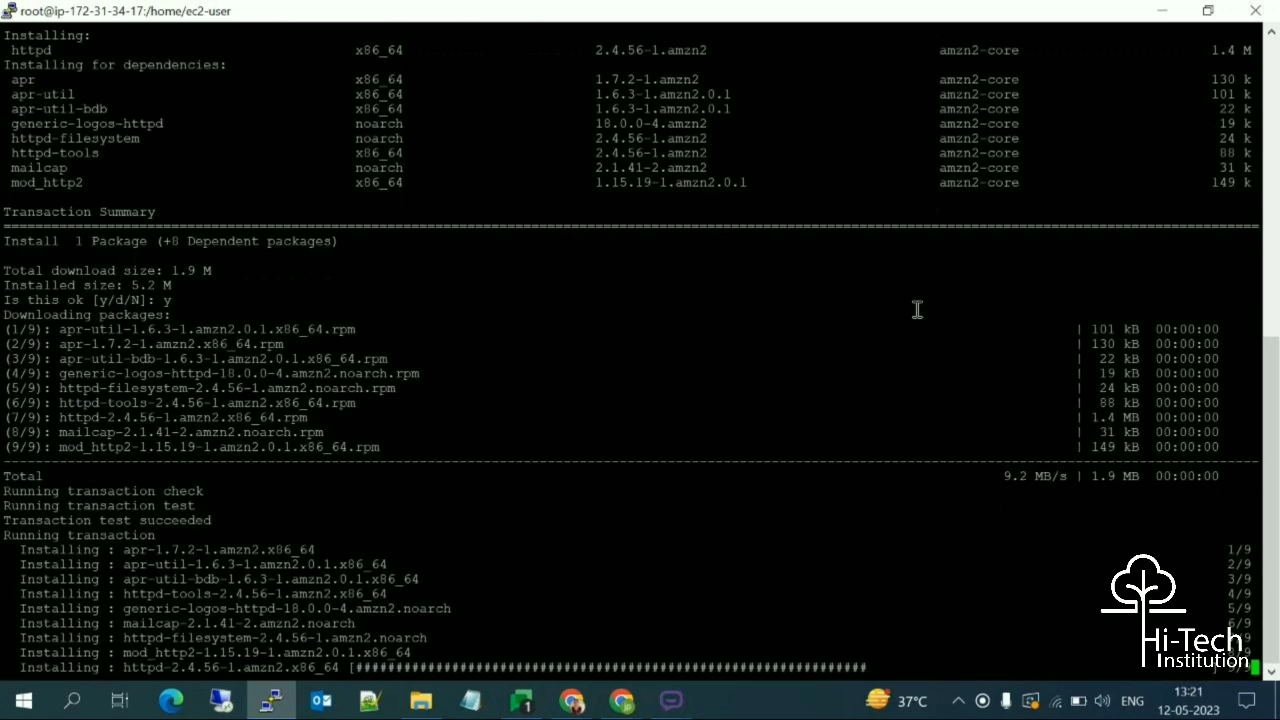 root@ip-172-31-34-17:/home/ec2-user
Installing:
httpd x86_64 2.4.56-1.amzn2 amzn2-core 1.4 M
Installing for dependencies:
apr x86_64 1.7.2-1.amzn2 amzn2-core 130 k
apr-util x86_64 1.6.3-1.amzn2.0.1 amzn2-core 101 k
apr-util-bdb x86_64 1.6.3-1.amzn2.0.1 amzn2-core 22 k
generic-logos-httpd noarch 18.0.0-4.amzn2 amzn2-core 19 k
httpd-filesystem noarch 2.4.56-1.amzn2 amzn2-core 24 k
httpd-tools x86_64 2.4.56-1.amzn2 amzn2-core 88 k
mailcap noarch 2.1.41-2.amzn2 amzn2-core 31 k
mod_http2 x86_64 1.15.19-1.amzn2.0.1 amzn2-core 149 k
Transaction Summary
Install 1 Package (+8 Dependent packages)
Total download size: 1.9 M
Installed size: 5.2 M
Is this ok [y/d/N]: y
Downloading packages:
(1/9): apr-util-1.6.3-1.amzn2.0.1.x86_64.rpm | 101 kB 00:00:00
(2/9): apr-1.7.2-1.amzn2.x86_64.rpm | 130 kB 00:00:00
(3/9): apr-util-bdb-1.6.3-1.amzn2.0.1.x86_64.rpm | 22 kB 00:00:00
(4/9): generic-logos-httpd-18.0.0-4.amzn2.noarch.rpm | 19 kB 00:00:00
(5/9): httpd-filesystem-2.4.56-1.amzn2.noarch.rpm | 24 kB 00:00:00
(6/9): httpd-tools-2.4.56-1.amzn2.x86_64.rpm | 88 kB 00:00:00
(7/9): httpd-2.4.56-1.amzn2.x86_64.rpm | 1.4 MB 00:00:00
(8/9): mailcap-2.1.41-2.amzn2.noarch.rpm | 31 kB 00:00:00
(9/9): mod_http2-1.15.19-1.amzn2.0.1.x86_64.rpm | 149 kB 00:00:00
Total 9.2 MB/s | 1.9 MB 00:00:00
Running transaction check
Running transaction test
Transaction test succeeded
Running transaction
Installing : apr-1.7.2-1.amzn2.x86_64 1/9
Installing : apr-util-1.6.3-1.amzn2.0.1.x86_64 2/9
Installing : apr-util-bdb-1.6.3-1.amzn2.0.1.x86_64 3/9
Installing : httpd-tools-2.4.56-1.amzn2.x86_64 4/9
Installing : generic-logos-httpd-18.0.0-4.amzn2.noarch 5/9
Installing : mailcap-2.1.41-2.amzn2.noarch 6/9
Installing : httpd-filesystem-2.4.56-1.amzn2.noarch
Installing : mod_http2-1.15.19-1.amzn2.0.1.x86_64
Installing : httpd-2.4.56-1.amzn2.x86_64 [################################################################
Hi-Tech
Institution
37°C
ENG
13:21
12-05-2023